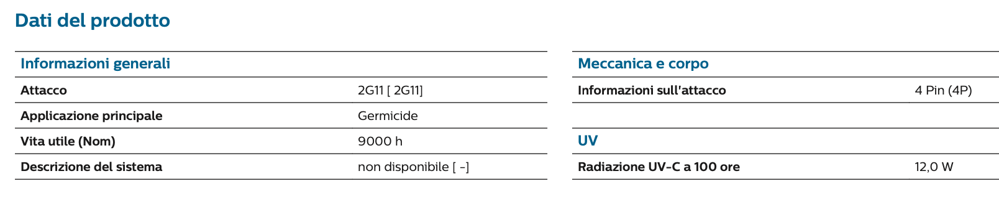 Dati del prodotto
Informazioni generali
Attacco 2G11 [ 2G11]
Applicazione principale Germicide
Vita utile (Nom) 9000 h
Descrizione del sistema non disponibile [ -]
Meccanica e corpo
Informazioni sull'attacco 4 Pin (4P)
UV
Radiazione UV-C a 100 ore 12,0 W